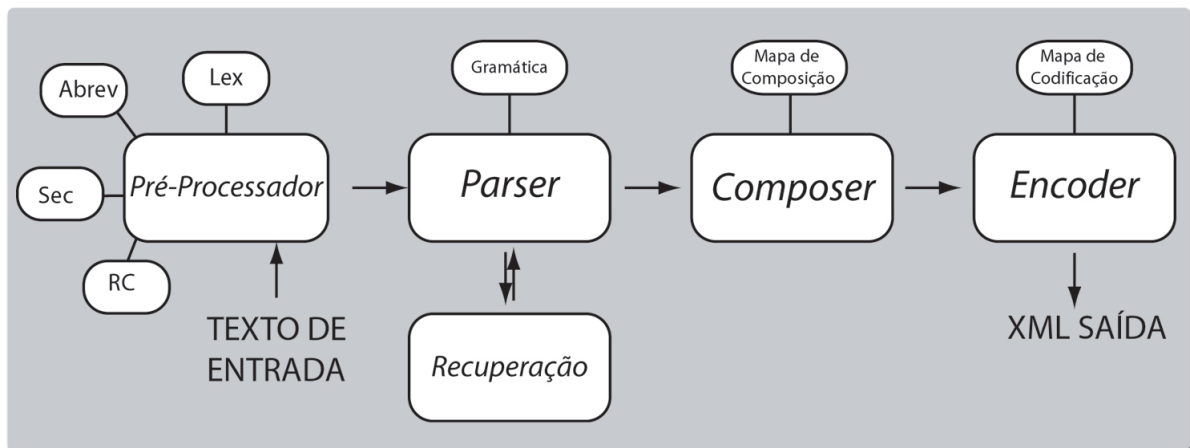 Abrev
Lex
Sec
RC
Pré-Processador
TEXTO DE
ENTRADA
Gramática
Parser
Recuperação
Mapa de
Composição
Composer
Mapa de
Codificação
Encoder
XML SAÍDA